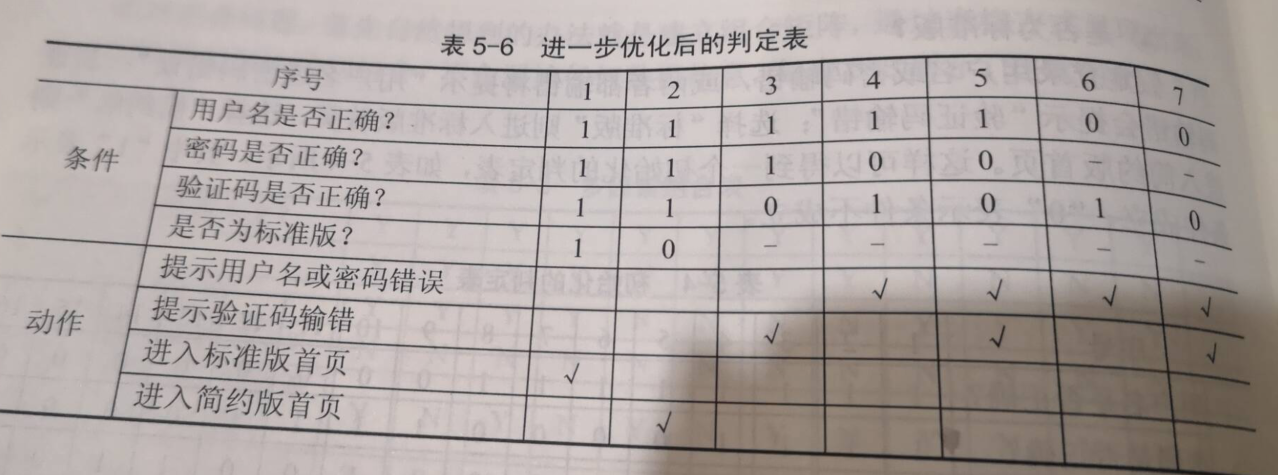 表 5-6 进一步优化后的判定表
序号 1 2 3 4 5 6 7
条件
用户名是否正确？ 1 1 1 1 1 0 0
密码是否正确？ 1 1 1 0 0 – –
验证码是否正确？ 1 1 0 1 0 1 0
是否为标准版？ 1 0 – – – – –
动作
提示用户名或密码错误 √ √ √ √
提示验证码输错 √ √ √
进入标准版首页 √
进入简约版首页 √